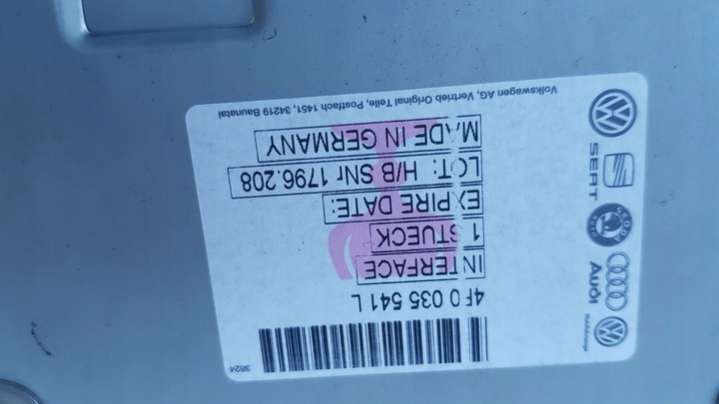 3824
4F0 035 541 L
INTERFACE
1 STUECK
EXPIRE DATE:
LOT: H/B SNr 1796.208
MADE IN GERMANY
Volkswagen AG, Vertrieb Original Teile, Postfach 1451, 34219 Baunatal
Audi
SKODA
SEAT